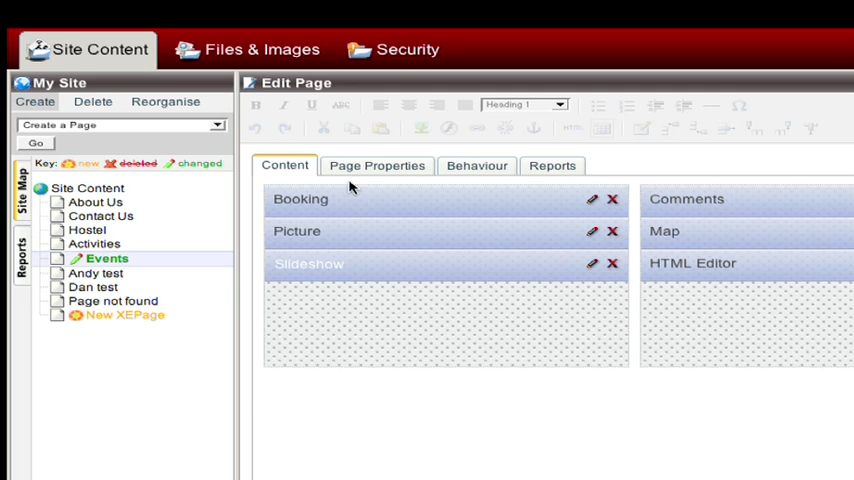 Site Content Files & Images Security
My Site
Create Delete Reorganise
Create a Page
Go
Key: new deleted changed
Site Map
Reports
Site Content
About Us
Contact Us
Hostel
Activities
Events
Andy test
Dan test
Page not found
New XEPage
Edit Page
B I U ABC Heading 1
HTML
Content Page Properties Behaviour Reports
Booking
Picture
Slideshow
Comments
Map
HTML Editor